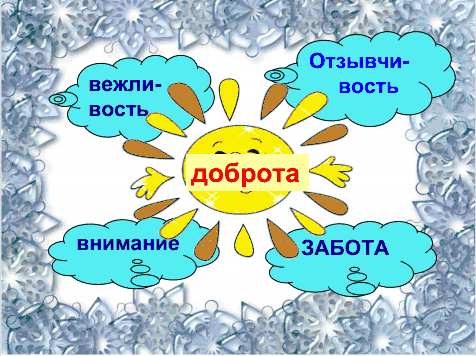 вежли-
вость
Отзывчи-
вость
доброта
внимание
ЗАБОТА